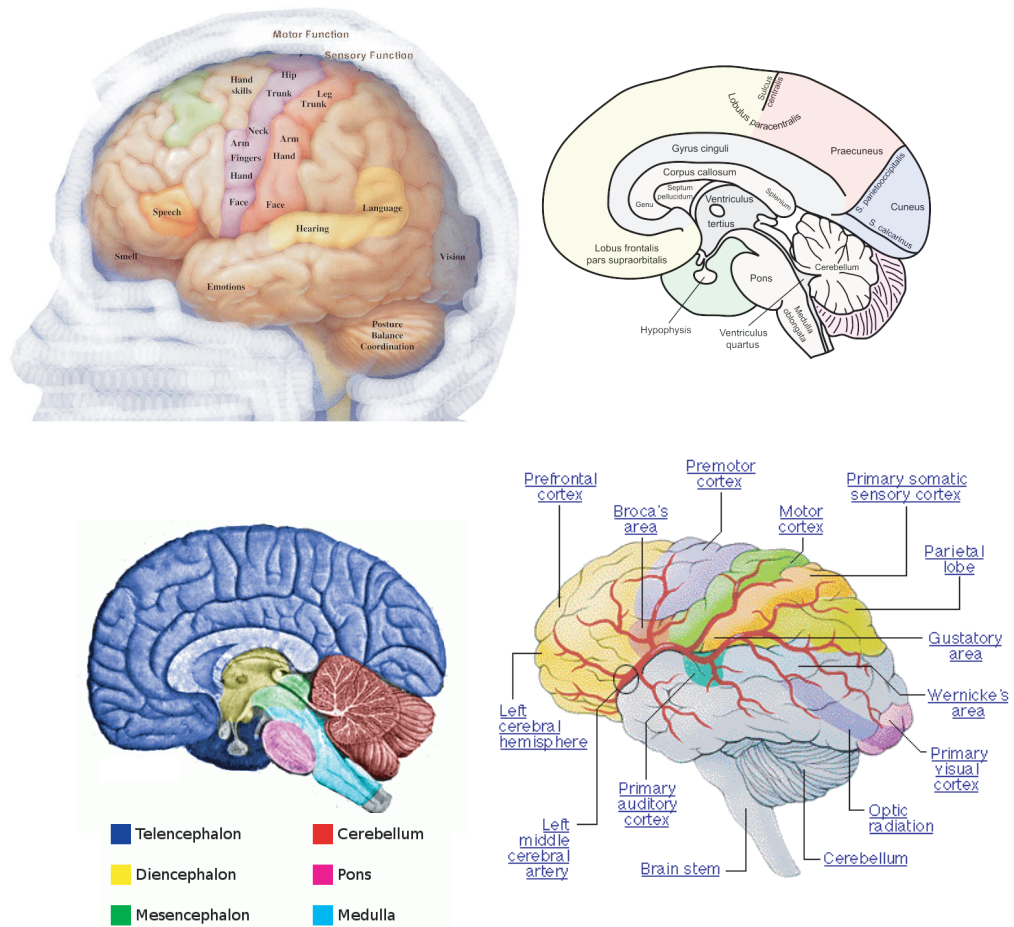 Motor Function
Sensory Function
Hip
Hand
skills
Trunk
Leg
Trunk
Neck
Arm
Arm
Fingers
Hand
Hand
Face
Face
Speech
Language
Hearing
Smell
Vision
Emotions
Posture
Balance
Coordination
Sulcus
centralis
Lobulus paracentralis
Gyrus cinguli
Praecuneus
Corpus callosum
Septum
pellucidum
Ventriculus
tertius
Splenium
Genu
S. parietooccipitalis
Cuneus
S. calcarinus
Lobus frontalis
pars supraorbitalis
Cerebellum
Pons
Hypophysis
Medulla
oblongata
Ventriculus
quartus
Telencephalon
Diencephalon
Mesencephalon
Cerebellum
Pons
Medulla
Prefrontal
cortex
Premotor
cortex
Primary somatic
sensory cortex
Broca's
area
Motor
cortex
Parietal
lobe
Gustatory
area
Wernicke's
area
Left
cerebral
hemisphere
Primary
visual
cortex
Primary
auditory
cortex
Optic
radiation
Left
middle
cerebral
artery
Brain stem
Cerebellum